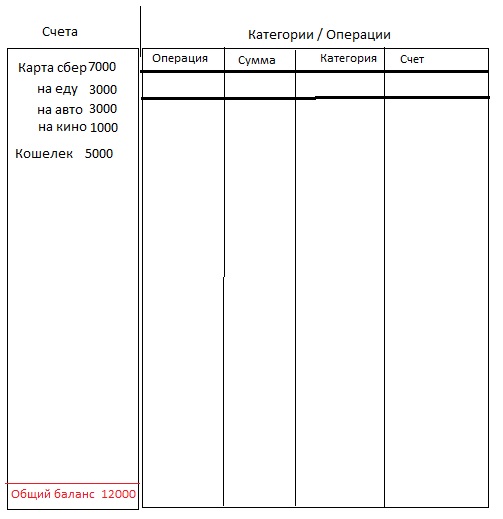 Счета
Категории / Операции
Операция Сумма Категория Счет
Карта сбер 7000
на еду 3000
на авто 3000
на кино 1000
Кошелек 5000
Общий баланс 12000